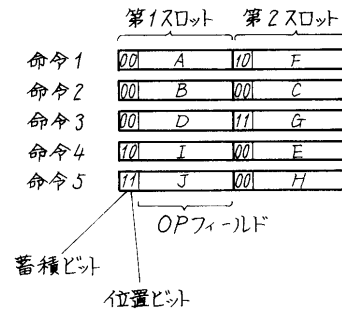 第1スロット 第2スロット
命令1 00 A 10 F
命令2 00 B 00 C
命令3 00 D 11 G
命令4 10 I 00 E
命令5 11 J 00 H
OPフィールド
蓄積ビット
位置ビット